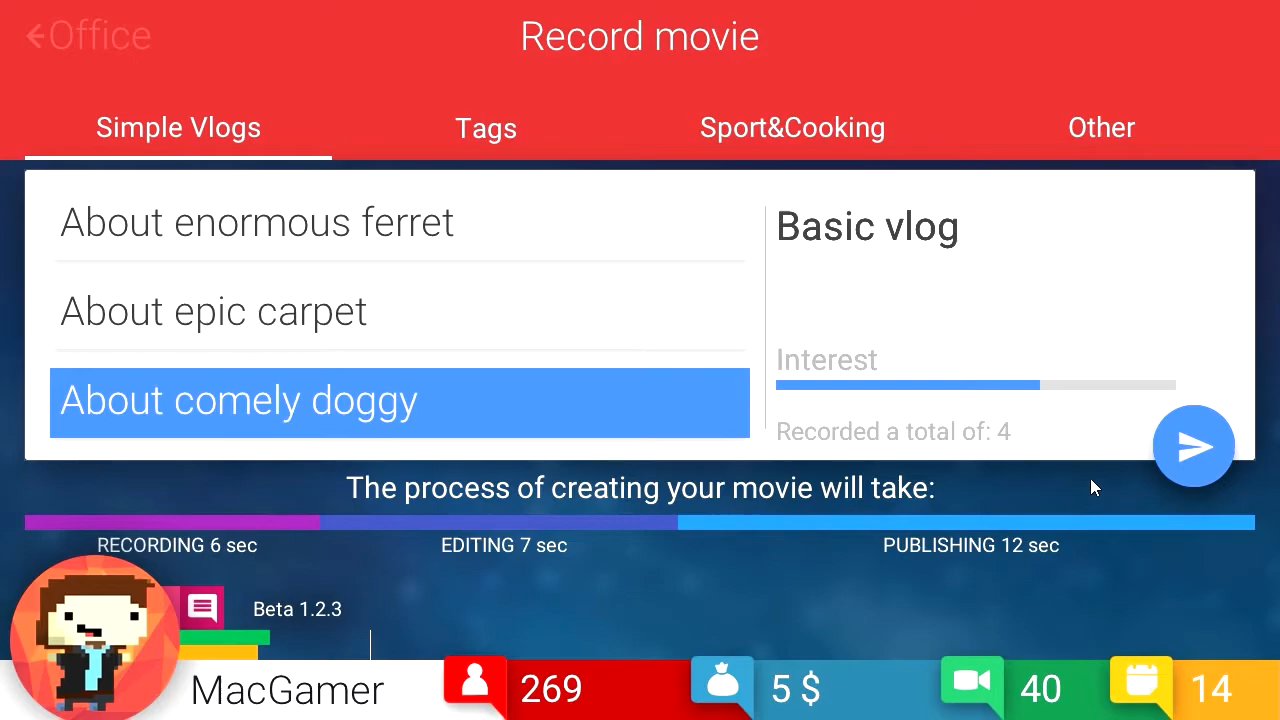 Office
Record movie
Simple Vlogs
Tags
Sport&Cooking
Other
About enormous ferret
About epic carpet
About comely doggy
Basic vlog
Interest
Recorded a total of: 4
The process of creating your movie will take:
RECORDING 6 sec
EDITING 7 sec
PUBLISHING 12 sec
Beta 1.2.3
MacGamer
269
5 $
40
14